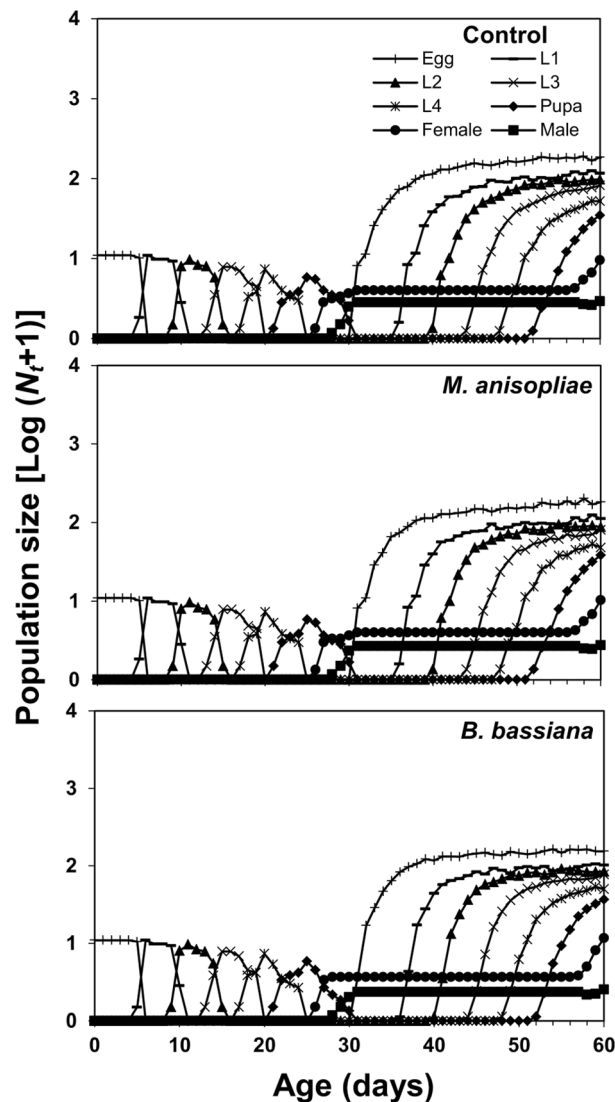 Population size [Log (Nt+1)]
4
3
2
1
0
Control
Egg L1
L2 L3
L4 Pupa
Female Male
4
3
2
1
0
M. anisopliae
4
3
2
1
0
B. bassiana
0 10 20 30 40 50 60
Age (days)